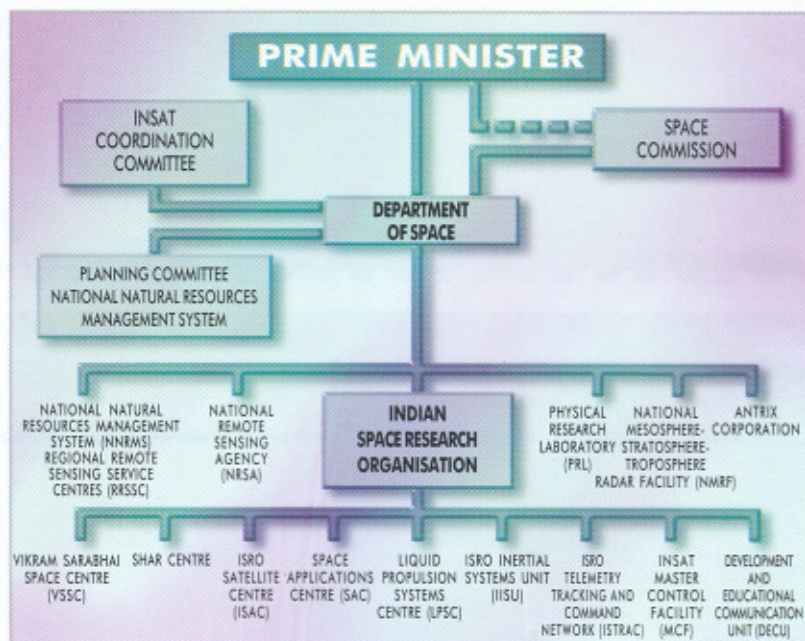 PRIME MINISTER
INSAT
COORDINATION
COMMITTEE
SPACE
COMMISSION
DEPARTMENT
OF SPACE
PLANNING COMMITTEE
NATIONAL NATURAL RESOURCES
MANAGEMENT SYSTEM
NATIONAL NATURAL
RESOURCES MANAGEMENT
SYSTEM (NNRMS)
REGIONAL REMOTE
SENSING SERVICE
CENTRES (RRSSC)
NATIONAL
REMOTE
SENSING
AGENCY
(NRSA)
INDIAN
SPACE RESEARCH
ORGANISATION
PHYSICAL
RESEARCH
LABORATORY
(PRL)
NATIONAL
MESOSPHERE-
STRATOSPHERE-
TROPOSPHERE
RADAR FACILITY (NMRF)
ANTRIX
CORPORATION
VIKRAM SARABHAI
SPACE CENTRE
(VSSC)
SHAR CENTRE
ISRO
SATELLITE
CENTRE
(ISAC)
SPACE
APPLICATIONS
CENTRE (SAC)
LIQUID
PROPULSION
SYSTEMS
CENTRE (LPSC)
ISRO INERTIAL
SYSTEMS UNIT
(IISU)
ISRO
TELEMETRY
TRACKING AND
COMMAND
NETWORK (ISTRAC)
INSAT
MASTER
CONTROL
FACILITY
(MCF)
DEVELOPMENT
AND
EDUCATIONAL
COMMUNICATION
UNIT (DECU)